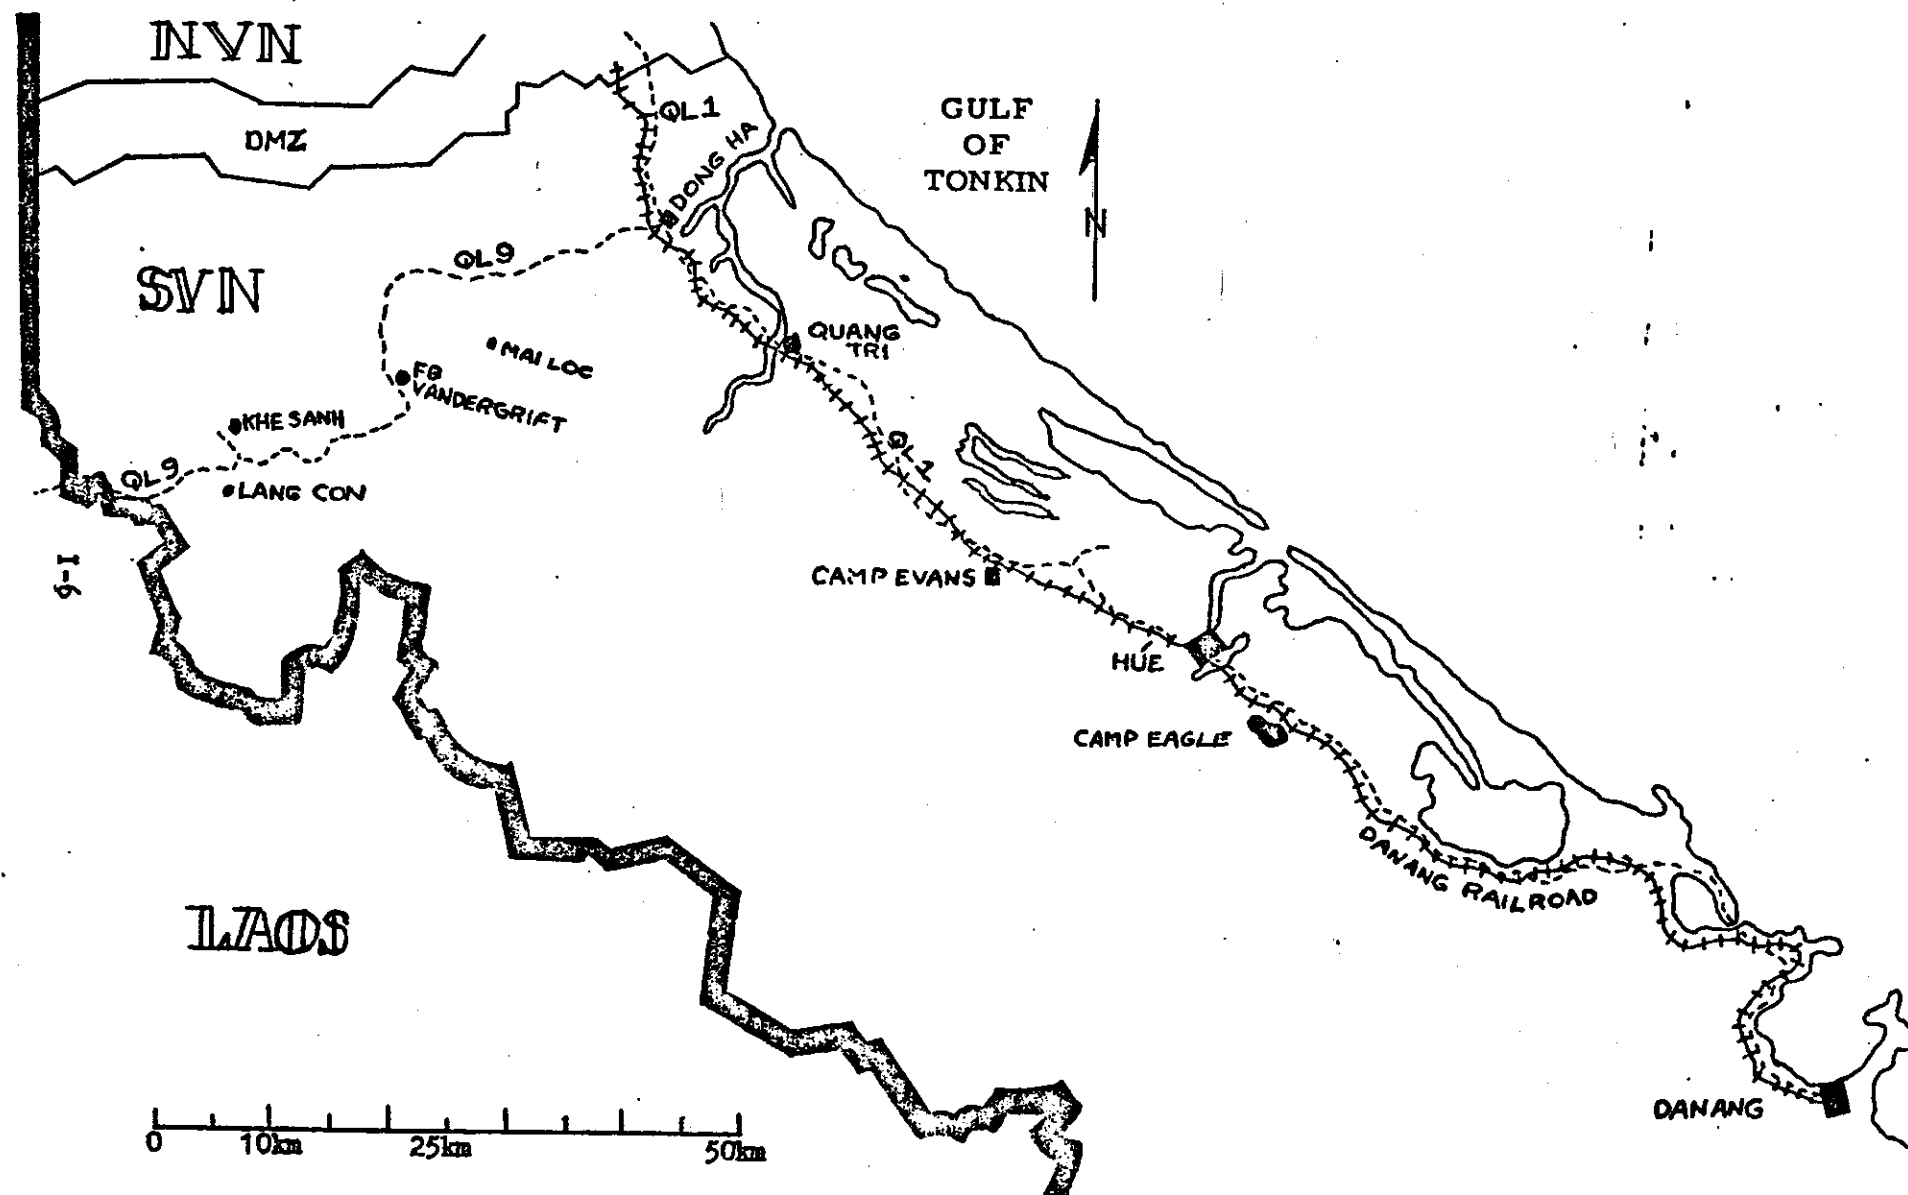 NVN
DMZ
QL1
DONG HA
GULF
OF
TONKIN
N
QL9
SVN
QUANG
TRI
MAI LOC
FB
VANDERGRIFT
KHE SANH
QL9
LANG CON
QL1
I-6
CAMP EVANS
HÚE
CAMP EAGLE
DANANG RAILROAD
LAOS
DANANG
0 10km 25km 50km